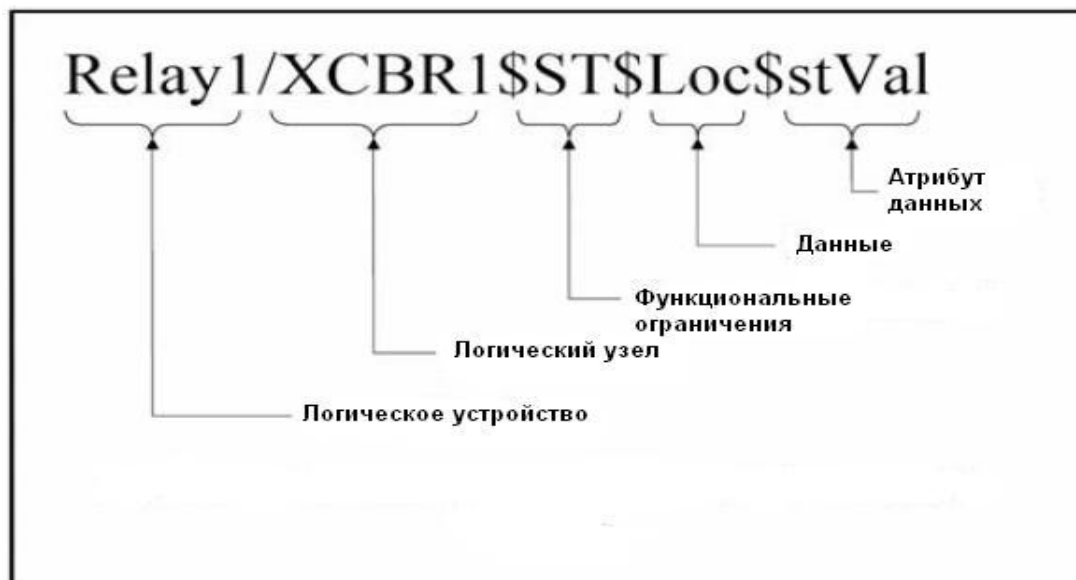 Relay1/XCBR1$ST$Loc$stVal
Атрибут
данных
Данные
Функциональные
ограничения
Логический узел
Логическое устройство